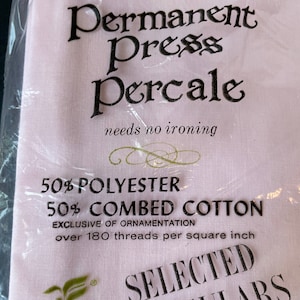 Permanent
Press
Percale
needs no ironing
50% POLYESTER
50% COMBED COTTON
EXCLUSIVE OF ORNAMENTATION
over 180 threads per square inch
SELECTED